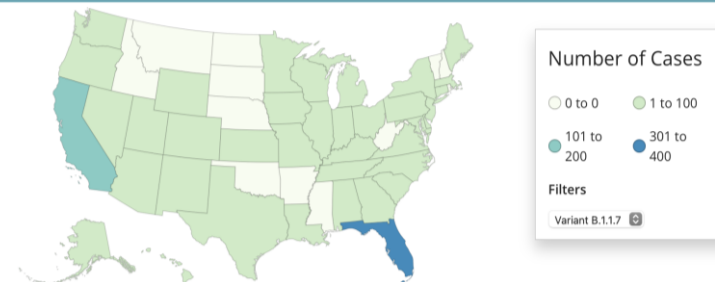 Number of Cases
0 to 0
1 to 100
101 to
200
301 to
400
Filters
Variant B.1.1.7